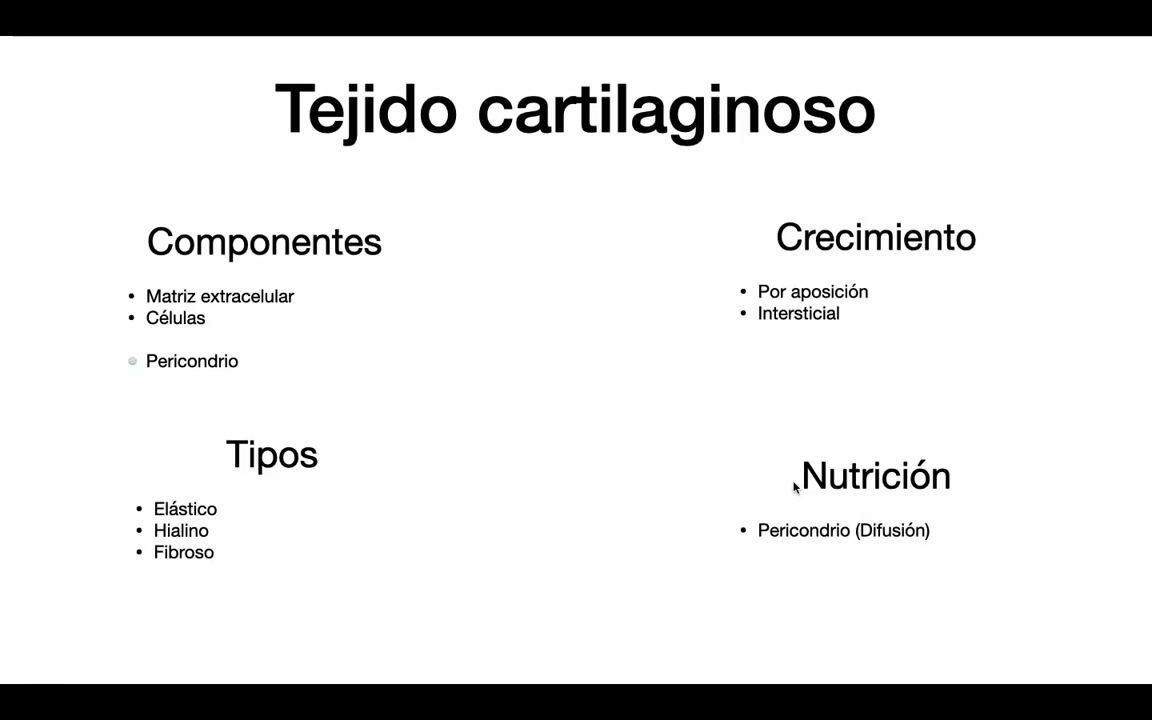 Tejido cartilaginoso
Componentes
• Matriz extracelular
• Células
Pericondrio
Tipos
• Elástico
• Hialino
• Fibroso
Crecimiento
• Por aposición
• Intersticial
Nutrición
• Pericondrio (Difusión)